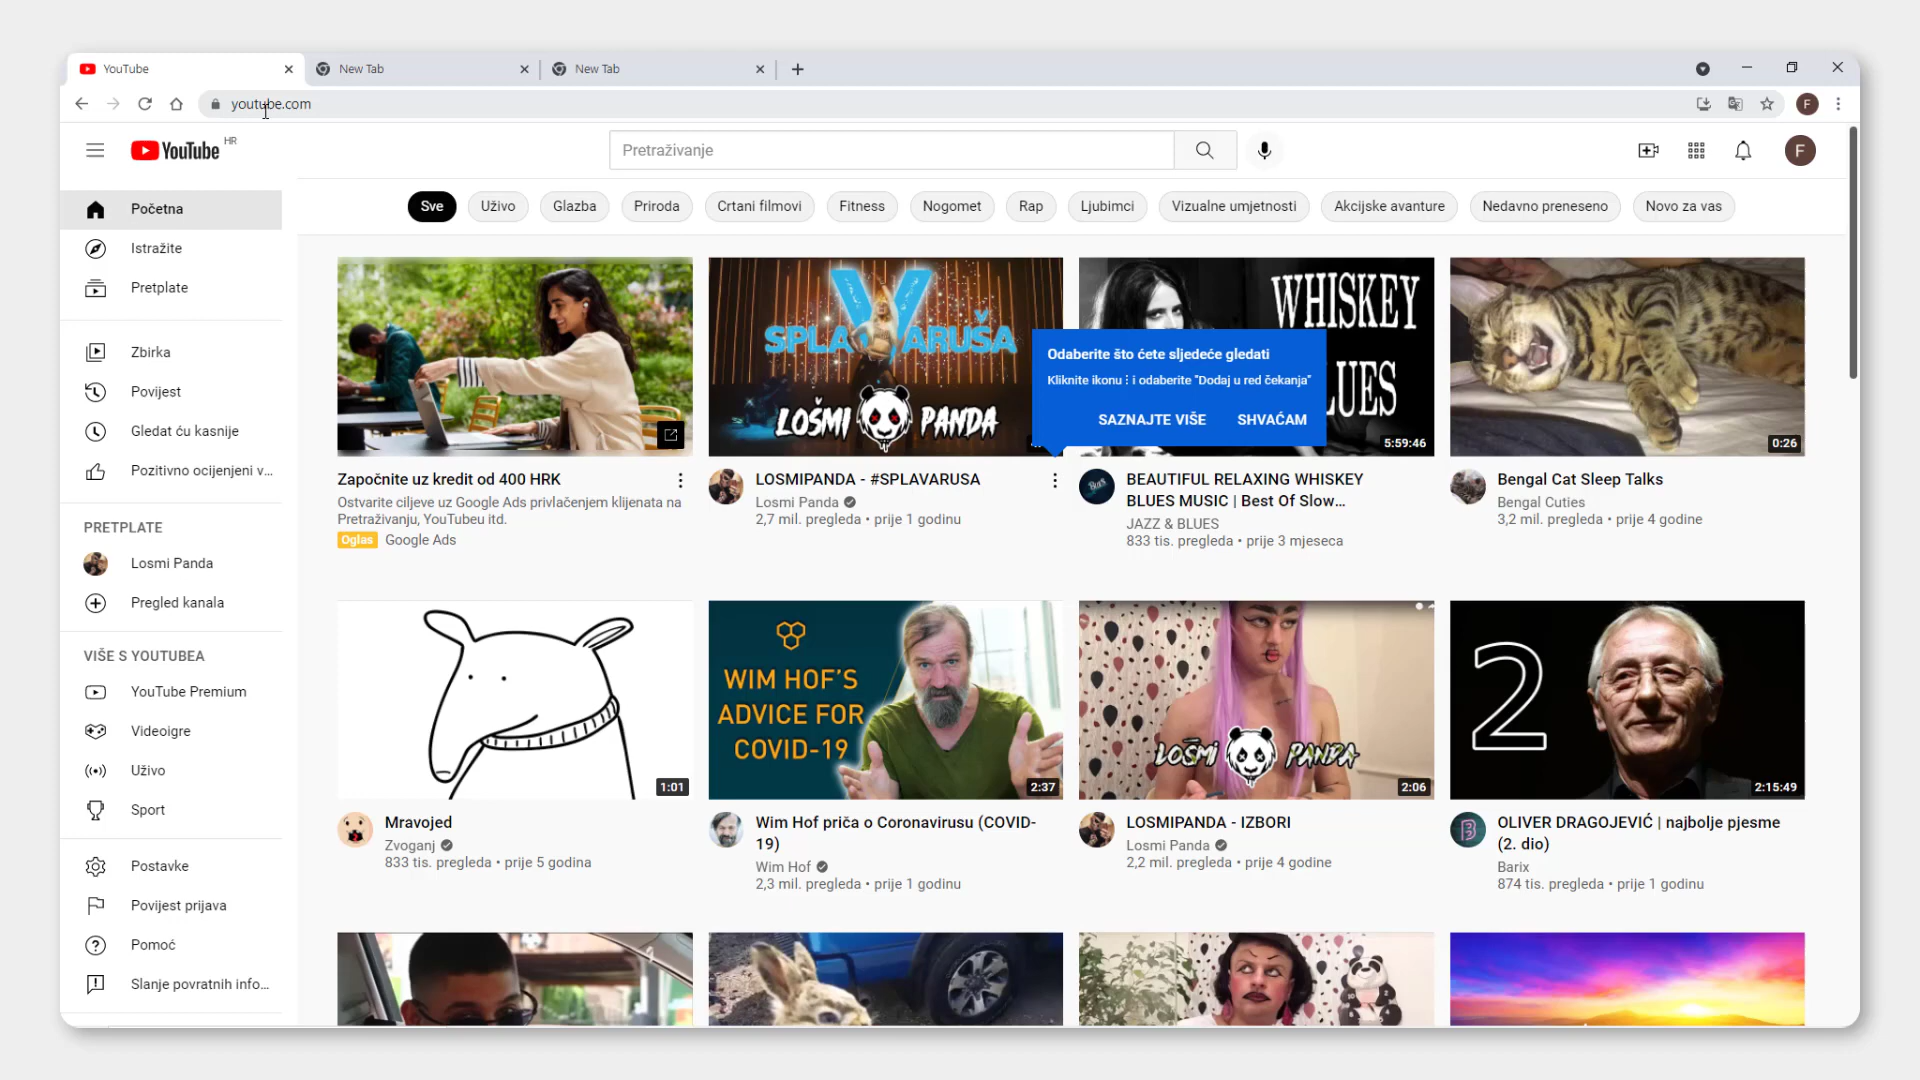 YouTube
New Tab
New Tab
youtube.com
F
YouTube HR
Pretraživanje
F
Sve
Uživo
Glazba
Priroda
Crtani filmovi
Fitness
Nogomet
Rap
Ljubimci
Vizualne umjetnosti
Akcijske avanture
Nedavno preneseno
Novo za vas
Početna
Istražite
Pretplate
Zbirka
Povijest
Gledat ću kasnije
Pozitivno ocijenjeni v...
PRETPLATE
Losmi Panda
Pregled kanala
VIŠE S YOUTUBEA
YouTube Premium
Videoigre
Uživo
Sport
Postavke
Povijest prijava
Pomoć
Slanje povratnih info...
V
SPLAVARUŠA
LOŠMI PANDA
WHISKEY
LUES
5:59:46
0:26
Odaberite što ćete sljedeće gledati
Kliknite ikonu ⋮ i odaberite "Dodaj u red čekanja"
SAZNAJTE VIŠE
SHVAĆAM
Započnite uz kredit od 400 HRK
Ostvarite ciljeve uz Google Ads privlačenjem klijenata na
Pretraživanju, YouTubeu itd.
Oglas Google Ads
LOSMIPANDA - #SPLAVARUSA
Losmi Panda
2,7 mil. pregleda • prije 1 godinu
BEAUTIFUL RELAXING WHISKEY
BLUES MUSIC | Best Of Slow...
JAZZ & BLUES
833 tis. pregleda • prije 3 mjeseca
Bengal Cat Sleep Talks
Bengal Cuties
3,2 mil. pregleda • prije 4 godine
1:01
WIM HOF'S
ADVICE FOR
COVID-19
2:37
LOŠMI PANDA
2:06
2
2:15:49
Mravojed
Zvoganj
833 tis. pregleda • prije 5 godina
Wim Hof priča o Coronavirusu (COVID-
19)
Wim Hof
2,3 mil. pregleda • prije 1 godinu
LOSMIPANDA - IZBORI
Losmi Panda
2,2 mil. pregleda • prije 4 godine
OLIVER DRAGOJEVIĆ | najbolje pjesme
(2. dio)
Barix
874 tis. pregleda • prije 1 godinu